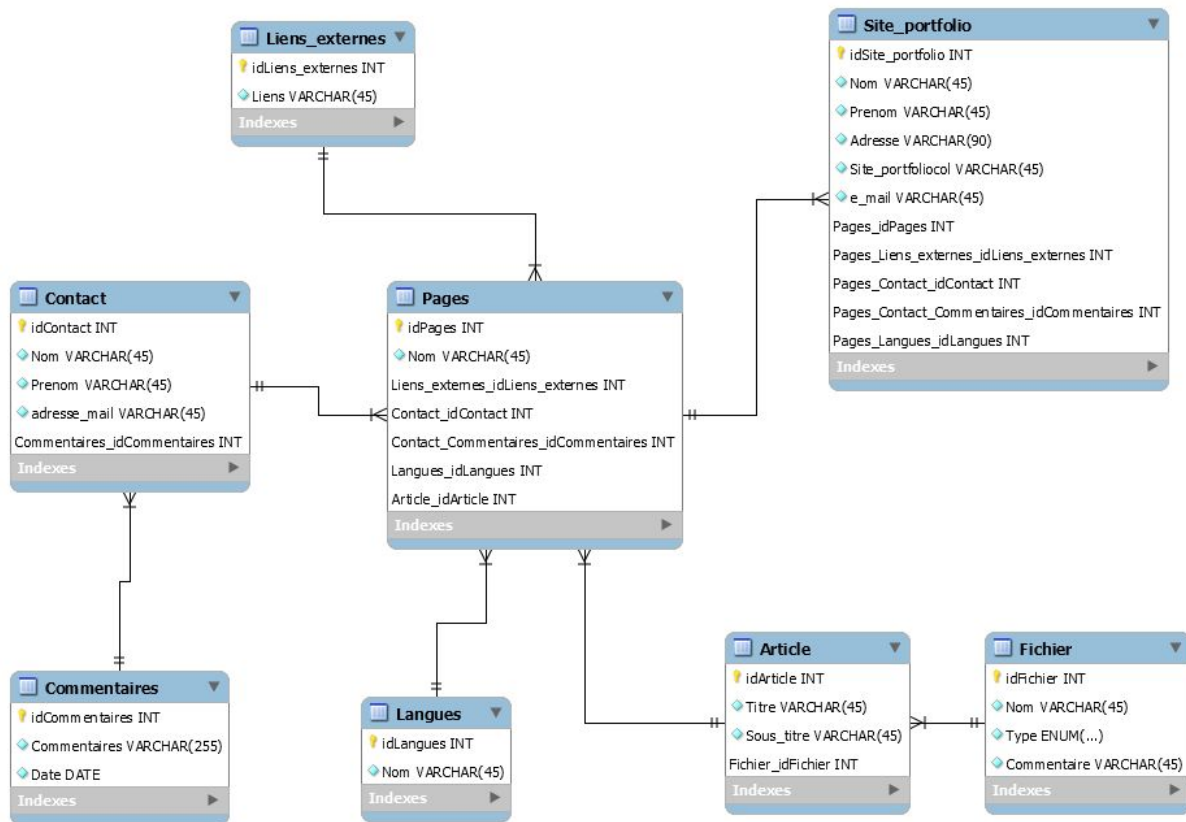 Liens_externes
idLiens_externes INT
Liens VARCHAR(45)
Indexes
Site_portfolio
idSite_portfolio INT
Nom VARCHAR(45)
Prenom VARCHAR(45)
Adresse VARCHAR(90)
Site_portfoliocol VARCHAR(45)
e_mail VARCHAR(45)
Pages_idPages INT
Pages_Liens_externes_idLiens_externes INT
Pages_Contact_idContact INT
Pages_Contact_Commentaires_idCommentaires INT
Pages_Langues_idLangues INT
Indexes
Contact
idContact INT
Nom VARCHAR(45)
Prenom VARCHAR(45)
adresse_mail VARCHAR(45)
Commentaires_idCommentaires INT
Indexes
Pages
idPages INT
Nom VARCHAR(45)
Liens_externes_idLiens_externes INT
Contact_idContact INT
Contact_Commentaires_idCommentaires INT
Langues_idLangues INT
Article_idArticle INT
Indexes
Commentaires
idCommentaires INT
Commentaires VARCHAR(255)
Date DATE
Indexes
Langues
idLangues INT
Nom VARCHAR(45)
Indexes
Article
idArticle INT
Titre VARCHAR(45)
Sous_titre VARCHAR(45)
Fichier_idFichier INT
Indexes
Fichier
idFichier INT
Nom VARCHAR(45)
Type ENUM(...)
Commentaire VARCHAR(45)
Indexes